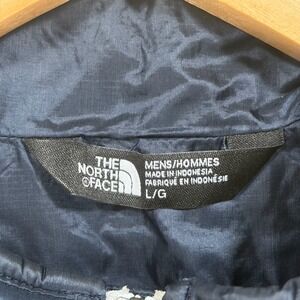 THE
NORTH
FACE
MENS/HOMMES
MADE IN INDONESIA
FABRIQUÉ EN INDONÉSIE
L/G